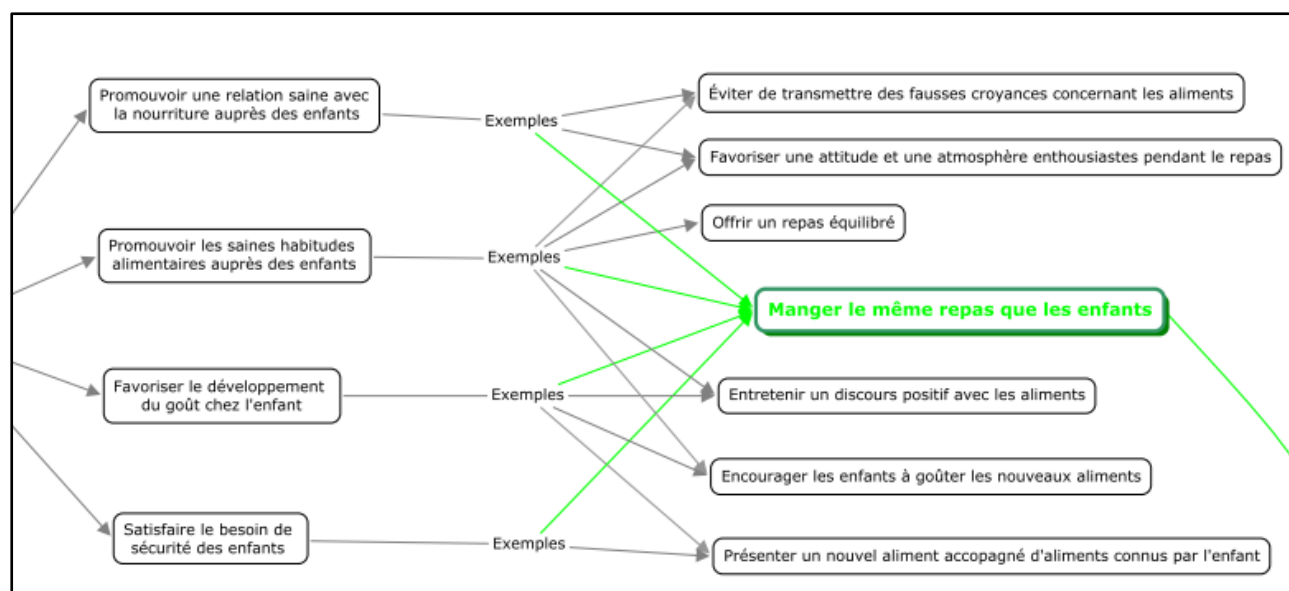 Promouvoir une relation saine avec
la nourriture auprès des enfants
Exemples
Éviter de transmettre des fausses croyances concernant les aliments
Favoriser une attitude et une atmosphère enthousiastes pendant le repas
Promouvoir les saines habitudes
alimentaires auprès des enfants
Exemples
Offrir un repas équilibré
Manger le même repas que les enfants
Favoriser le développement
du goût chez l'enfant
Exemples
Entretenir un discours positif avec les aliments
Encourager les enfants à goûter les nouveaux aliments
Satisfaire le besoin de
sécurité des enfants
Exemples
Présenter un nouvel aliment accopagné d'aliments connus par l'enfant